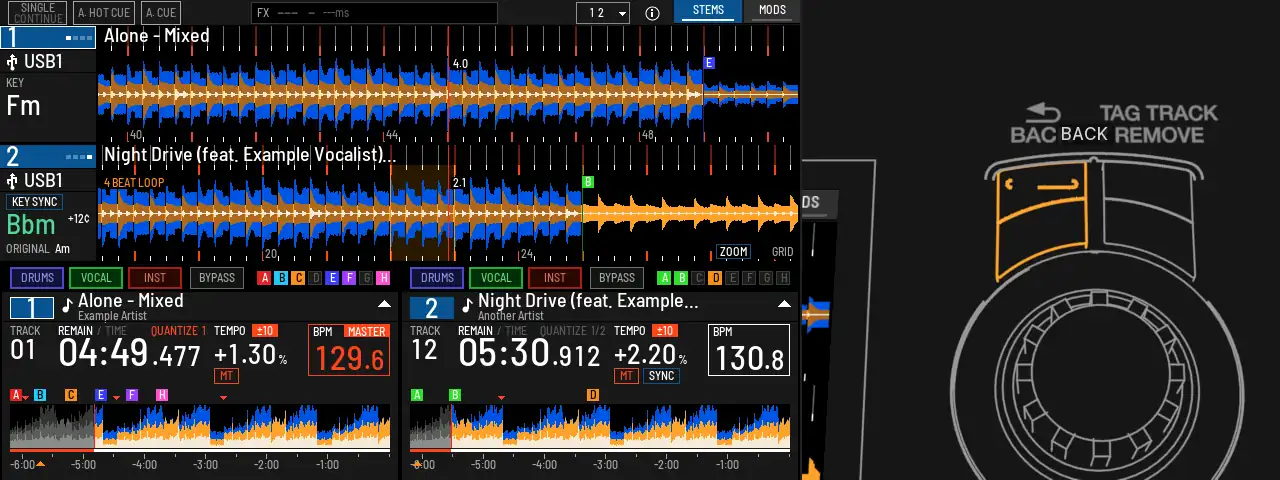 SINGLE
CONTINUE
A. HOT CUE
A. CUE
FX --- -- ---ms
1 2
STEMS
MODS
1
Alone - Mixed
USB1
4.0
E
KEY
Fm
40
44
48
2
Night Drive (feat. Example Vocalist)...
USB1
4 BEAT LOOP
2.1
B
KEY SYNC
Bbm
+12¢
ORIGINAL Am
20
24
ZOOM
GRID
DRUMS
VOCAL
INST
BYPASS
A B C D E F G H
DRUMS
VOCAL
INST
BYPASS
A B C D E F G H
1
Alone - Mixed
Example Artist
TRACK
01
REMAIN / TIME
QUANTIZE 1
TEMPO
±10
04:49.477
+1.30%
MT
BPM
MASTER
129.6
A B C E F H
-6:00 -5:00 -4:00 -3:00 -2:00 -1:00
2
Night Drive (feat. Example...
Another Artist
TRACK
12
REMAIN / TIME
QUANTIZE 1/2
TEMPO
±10
05:30.912
+2.20%
MT
SYNC
BPM
130.8
A B D
-5:00 -4:00 -3:00 -2:00 -1:00
TAG TRACK
BACK
REMOVE
DS